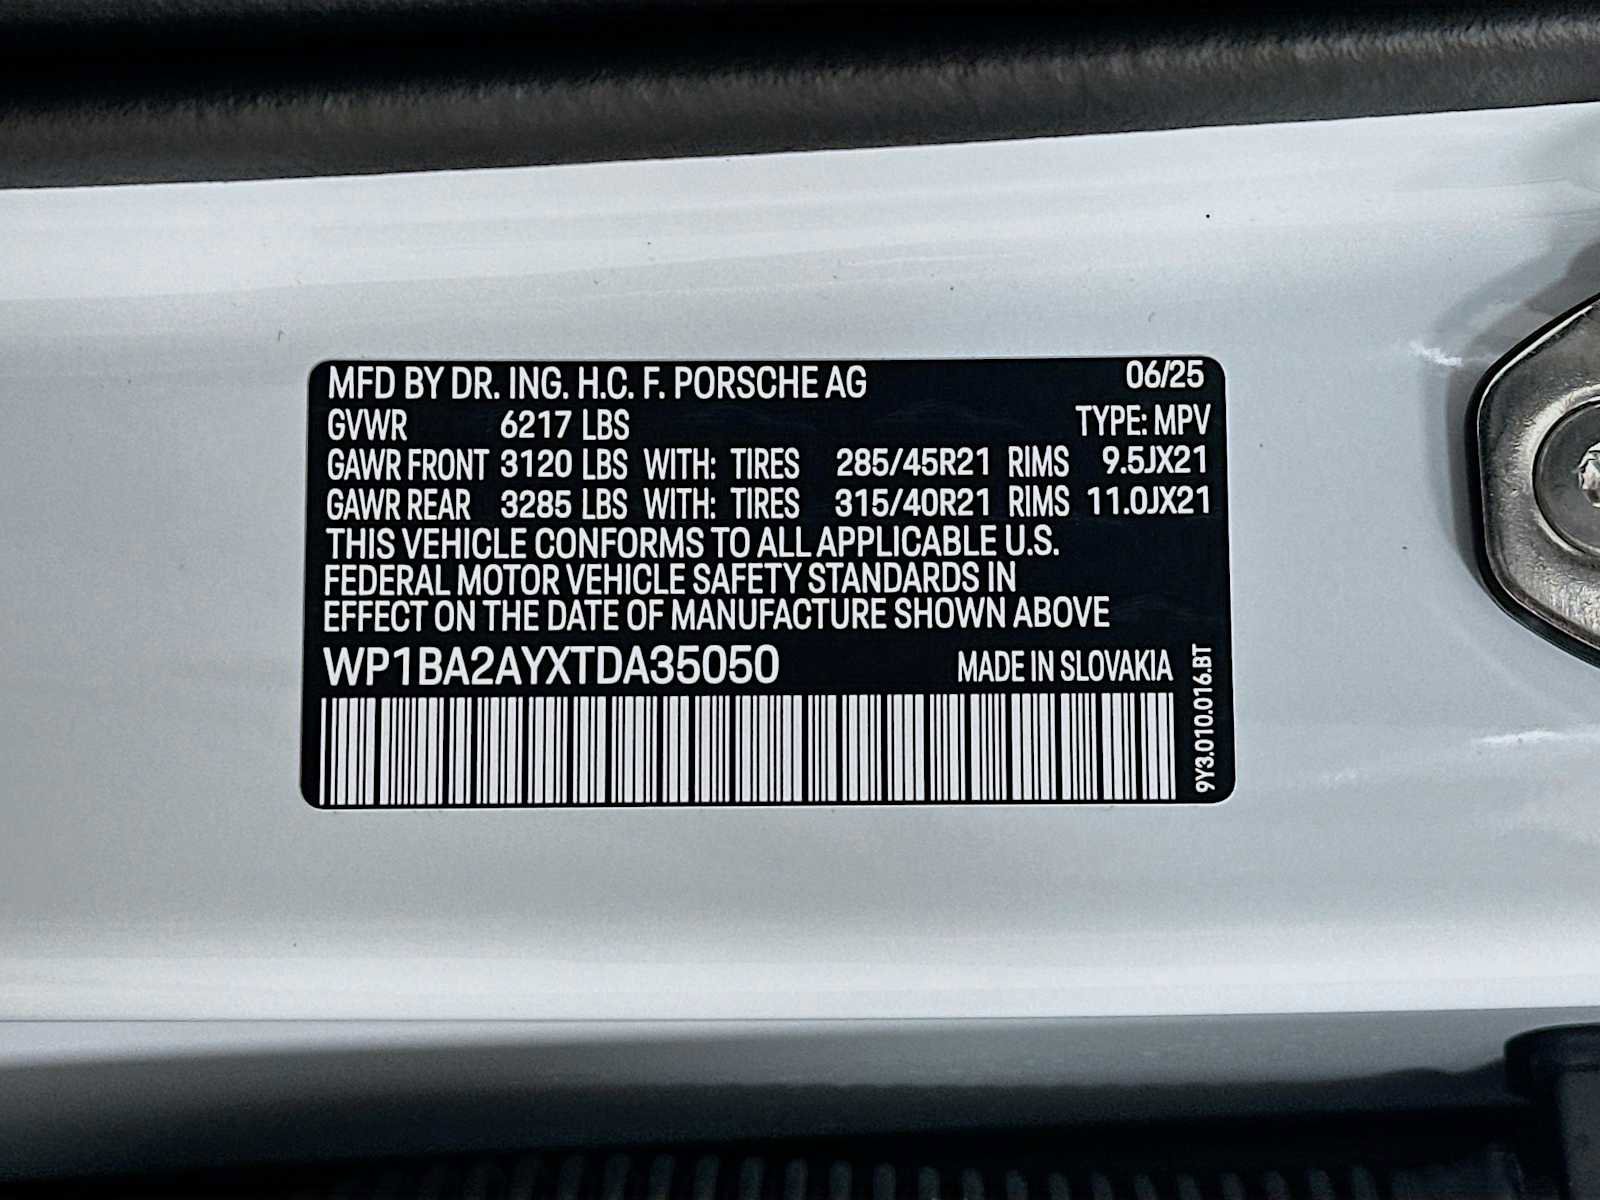 MFD BY DR. ING. H.C. F. PORSCHE AG 06/25
GVWR 6217 LBS TYPE: MPV
GAWR FRONT 3120 LBS WITH: TIRES 285/45R21 RIMS 9.5JX21
GAWR REAR 3285 LBS WITH: TIRES 315/40R21 RIMS 11.0JX21
THIS VEHICLE CONFORMS TO ALL APPLICABLE U.S.
FEDERAL MOTOR VEHICLE SAFETY STANDARDS IN
EFFECT ON THE DATE OF MANUFACTURE SHOWN ABOVE
WP1BA2AYXTDA35050 MADE IN SLOVAKIA
9Y3.010.016.BT